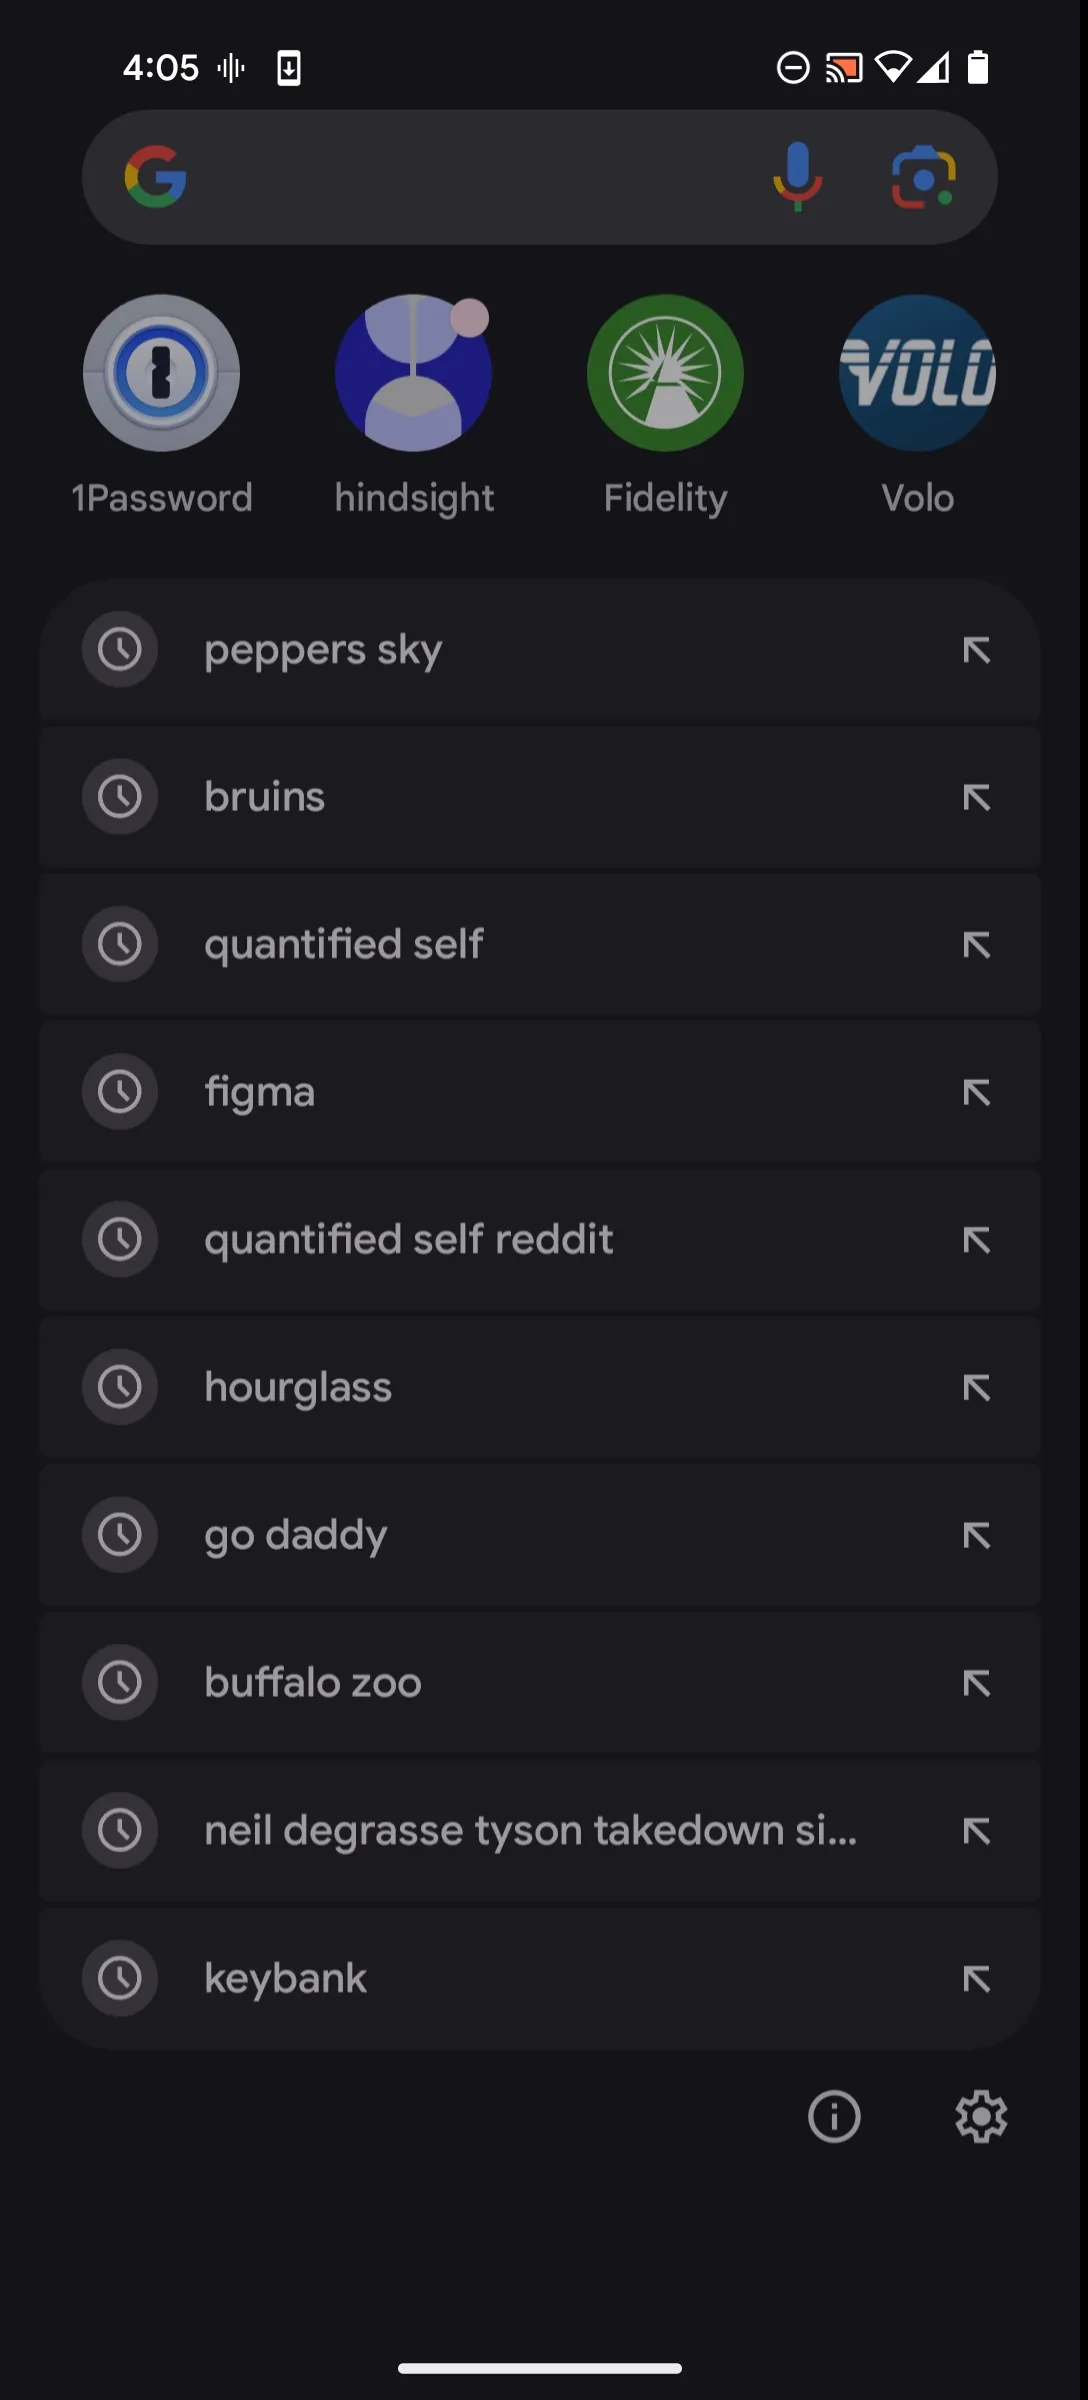 4:05
VOLO
1Password
hindsight
Fidelity
Volo
peppers sky
bruins
quantified self
figma
quantified self reddit
hourglass
go daddy
buffalo zoo
neil degrasse tyson takedown si...
keybank